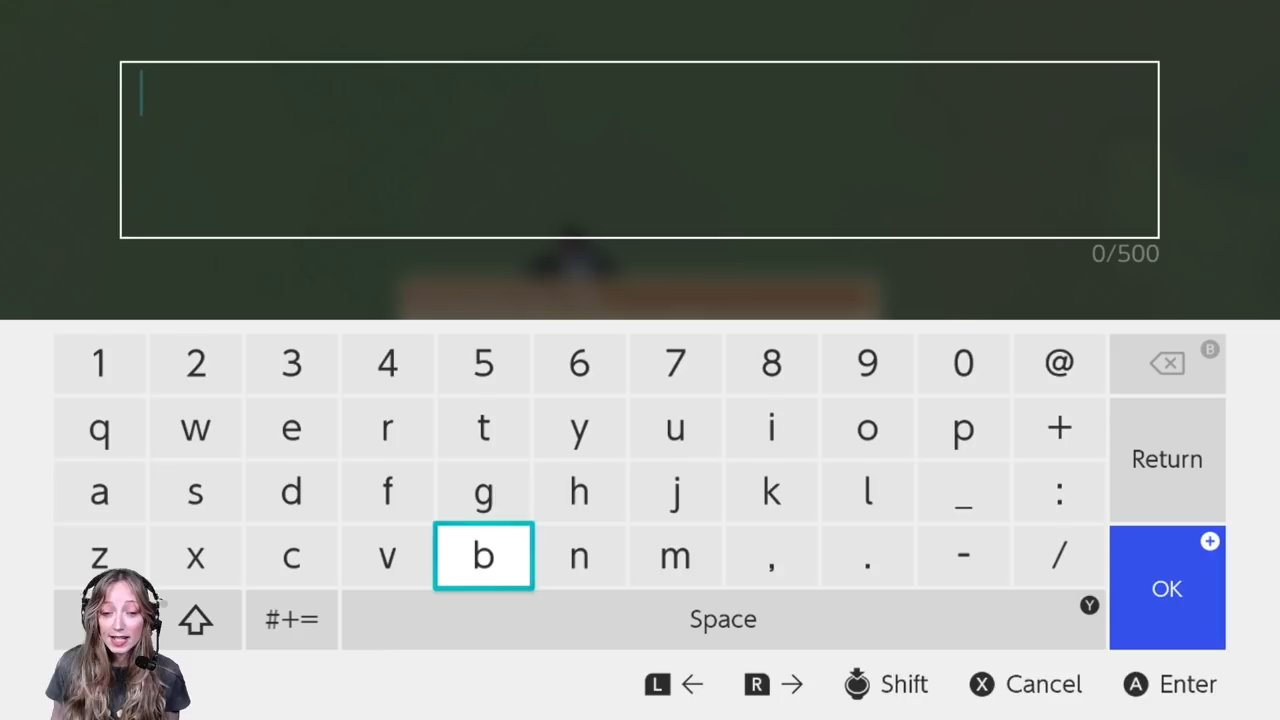 0/500
1 2 3 4 5 6 7 8 9 0 @ B
q w e r t y u i o p +
Return
a s d f g h j k l _ :
z x c v b n m , . - / +
OK
#+= Space Y
L ← R → Shift X Cancel A Enter